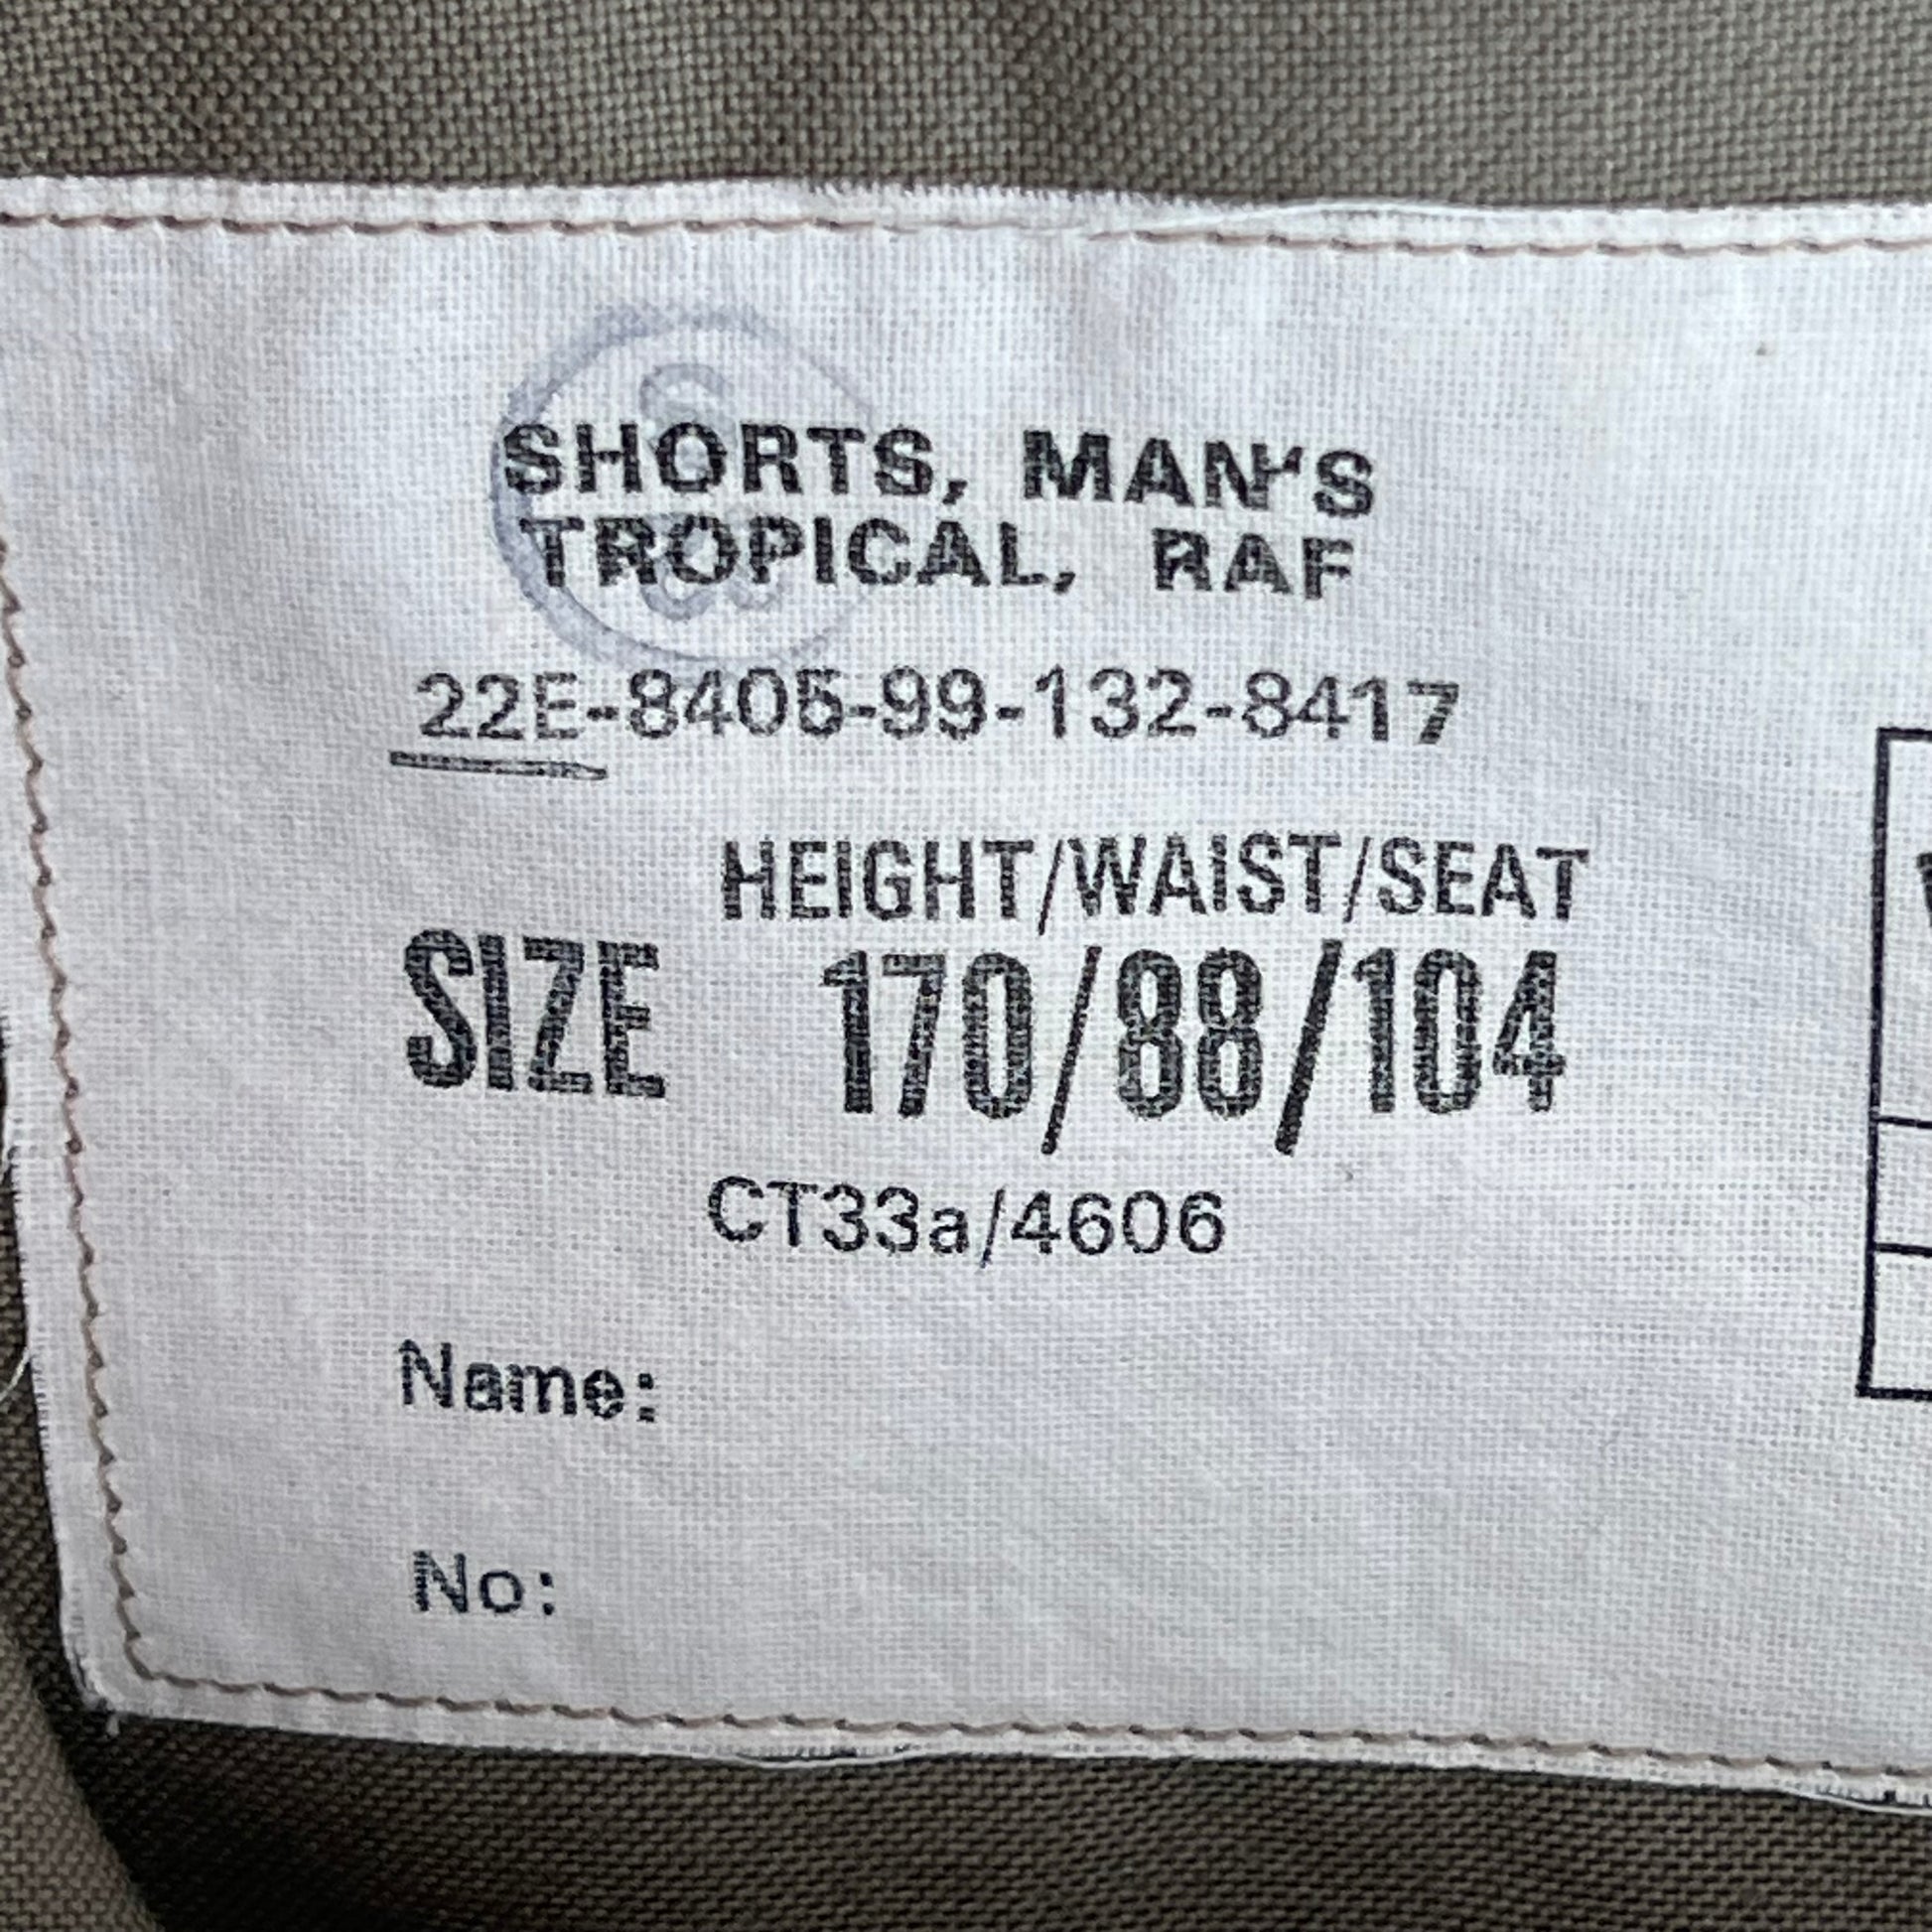 SHORTS, MAN'S
TROPICAL, RAF
22E-8405-99-132-8417
HEIGHT/WAIST/SEAT
SIZE 170/88/104
CT33a/4606
Name:
No: